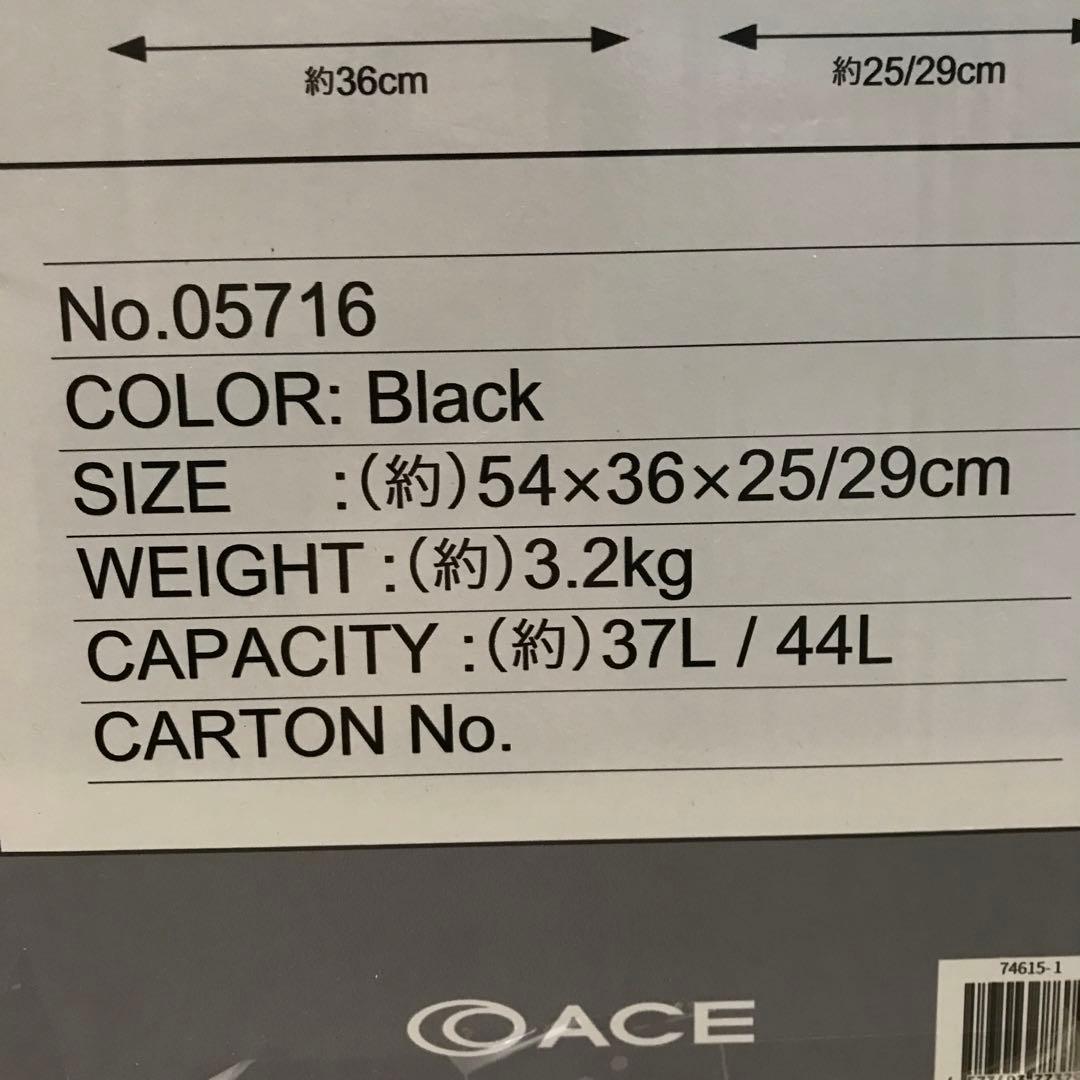 約36cm
約25/29cm
No.05716
COLOR: Black
SIZE :(約)54×36×25/29cm
WEIGHT :(約)3.2kg
CAPACITY :(約)37L / 44L
CARTON No.
74615-1
ACE